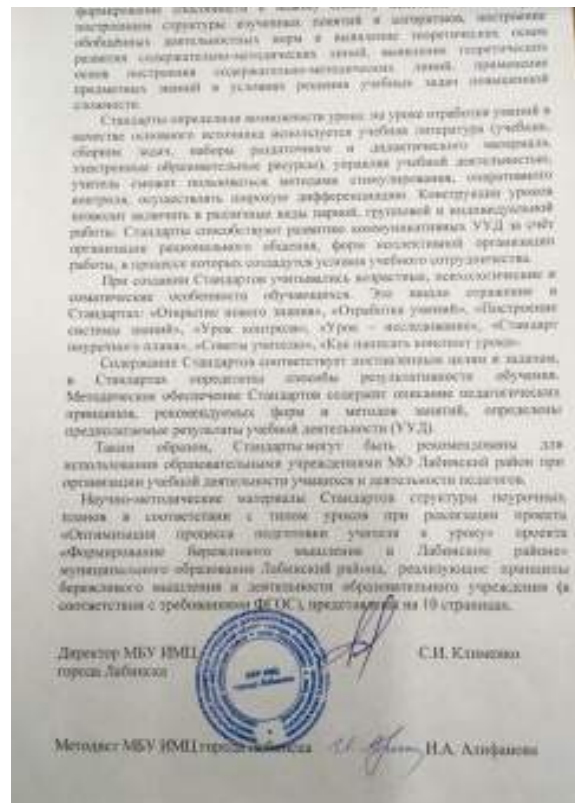 построения структуры изученных понятий и алгоритмов, построение
обобщённых деятельностных норм и выявление теоретических основ
развития содержательно-методических линий, выявления теоретических
основ построения содержательно-методических линий, применение
предметных знаний в условиях решения учебных задач повышенной
сложности.
Стандарты определяя возможности урока: на уроке отработки умений в
качестве основного источника используется учебная литература (учебник,
сборник задач, наборы раздаточного и дидактического материала,
электронные образовательные ресурсы), управляя учебной деятельностью,
учитель сможет пользоваться методами стимулирования, оперативного
контроля, осуществлять широкую дифференциацию. Конструкция уроков
позволит включить в различные виды парной, групповой и индивидуальной
работы. Стандарты способствуют развитию коммуникативных УУД за счёт
организации рационального общения, форм коллективной организации
работы, в процессе которых создадутся условия учебного сотрудничества.
При создании Стандартов учитывались возрастные, психологические и
соматические особенности обучающихся. Это нашло отражение в
Стандартах: «Открытие нового знания», «Отработка умений», «Построение
системы знаний», «Урок контроля», «Урок – исследование», «Стандарт
поурочного плана», «Советы учителю», «Как написать конспект урока».
Содержание Стандартов соответствует поставленным целям и задачам,
в Стандартах определены способы результативности обучения.
Методическое обеспечение Стандартов содержит описание педагогических
принципов, рекомендуемых форм и методов занятий, определены
предполагаемые результаты учебной деятельности (УУД).
Таким образом, Стандарты могут быть рекомендованы для
использования образовательными учреждениями МО Лабинский район при
организации учебной деятельности учащихся и деятельности педагогов.
Научно-методические материалы Стандартов структуры поурочных
планов в соответствии с типом уроков при реализации проекта
«Оптимизация процесса подготовки учителя к уроку» проекта
«Формирование бережливого мышления в Лабинском районе»
муниципального образования Лабинский района, реализующие принципы
бережливого мышления в деятельности образовательного учреждения (в
соответствии с требованиями ФГОС), представлена на 10 страницах.
Директор МБУ ИМЦ
города Лабинска
С.И. Клименко
Методист МБУ ИМЦ города Лабинска
Н.А. Алифанова